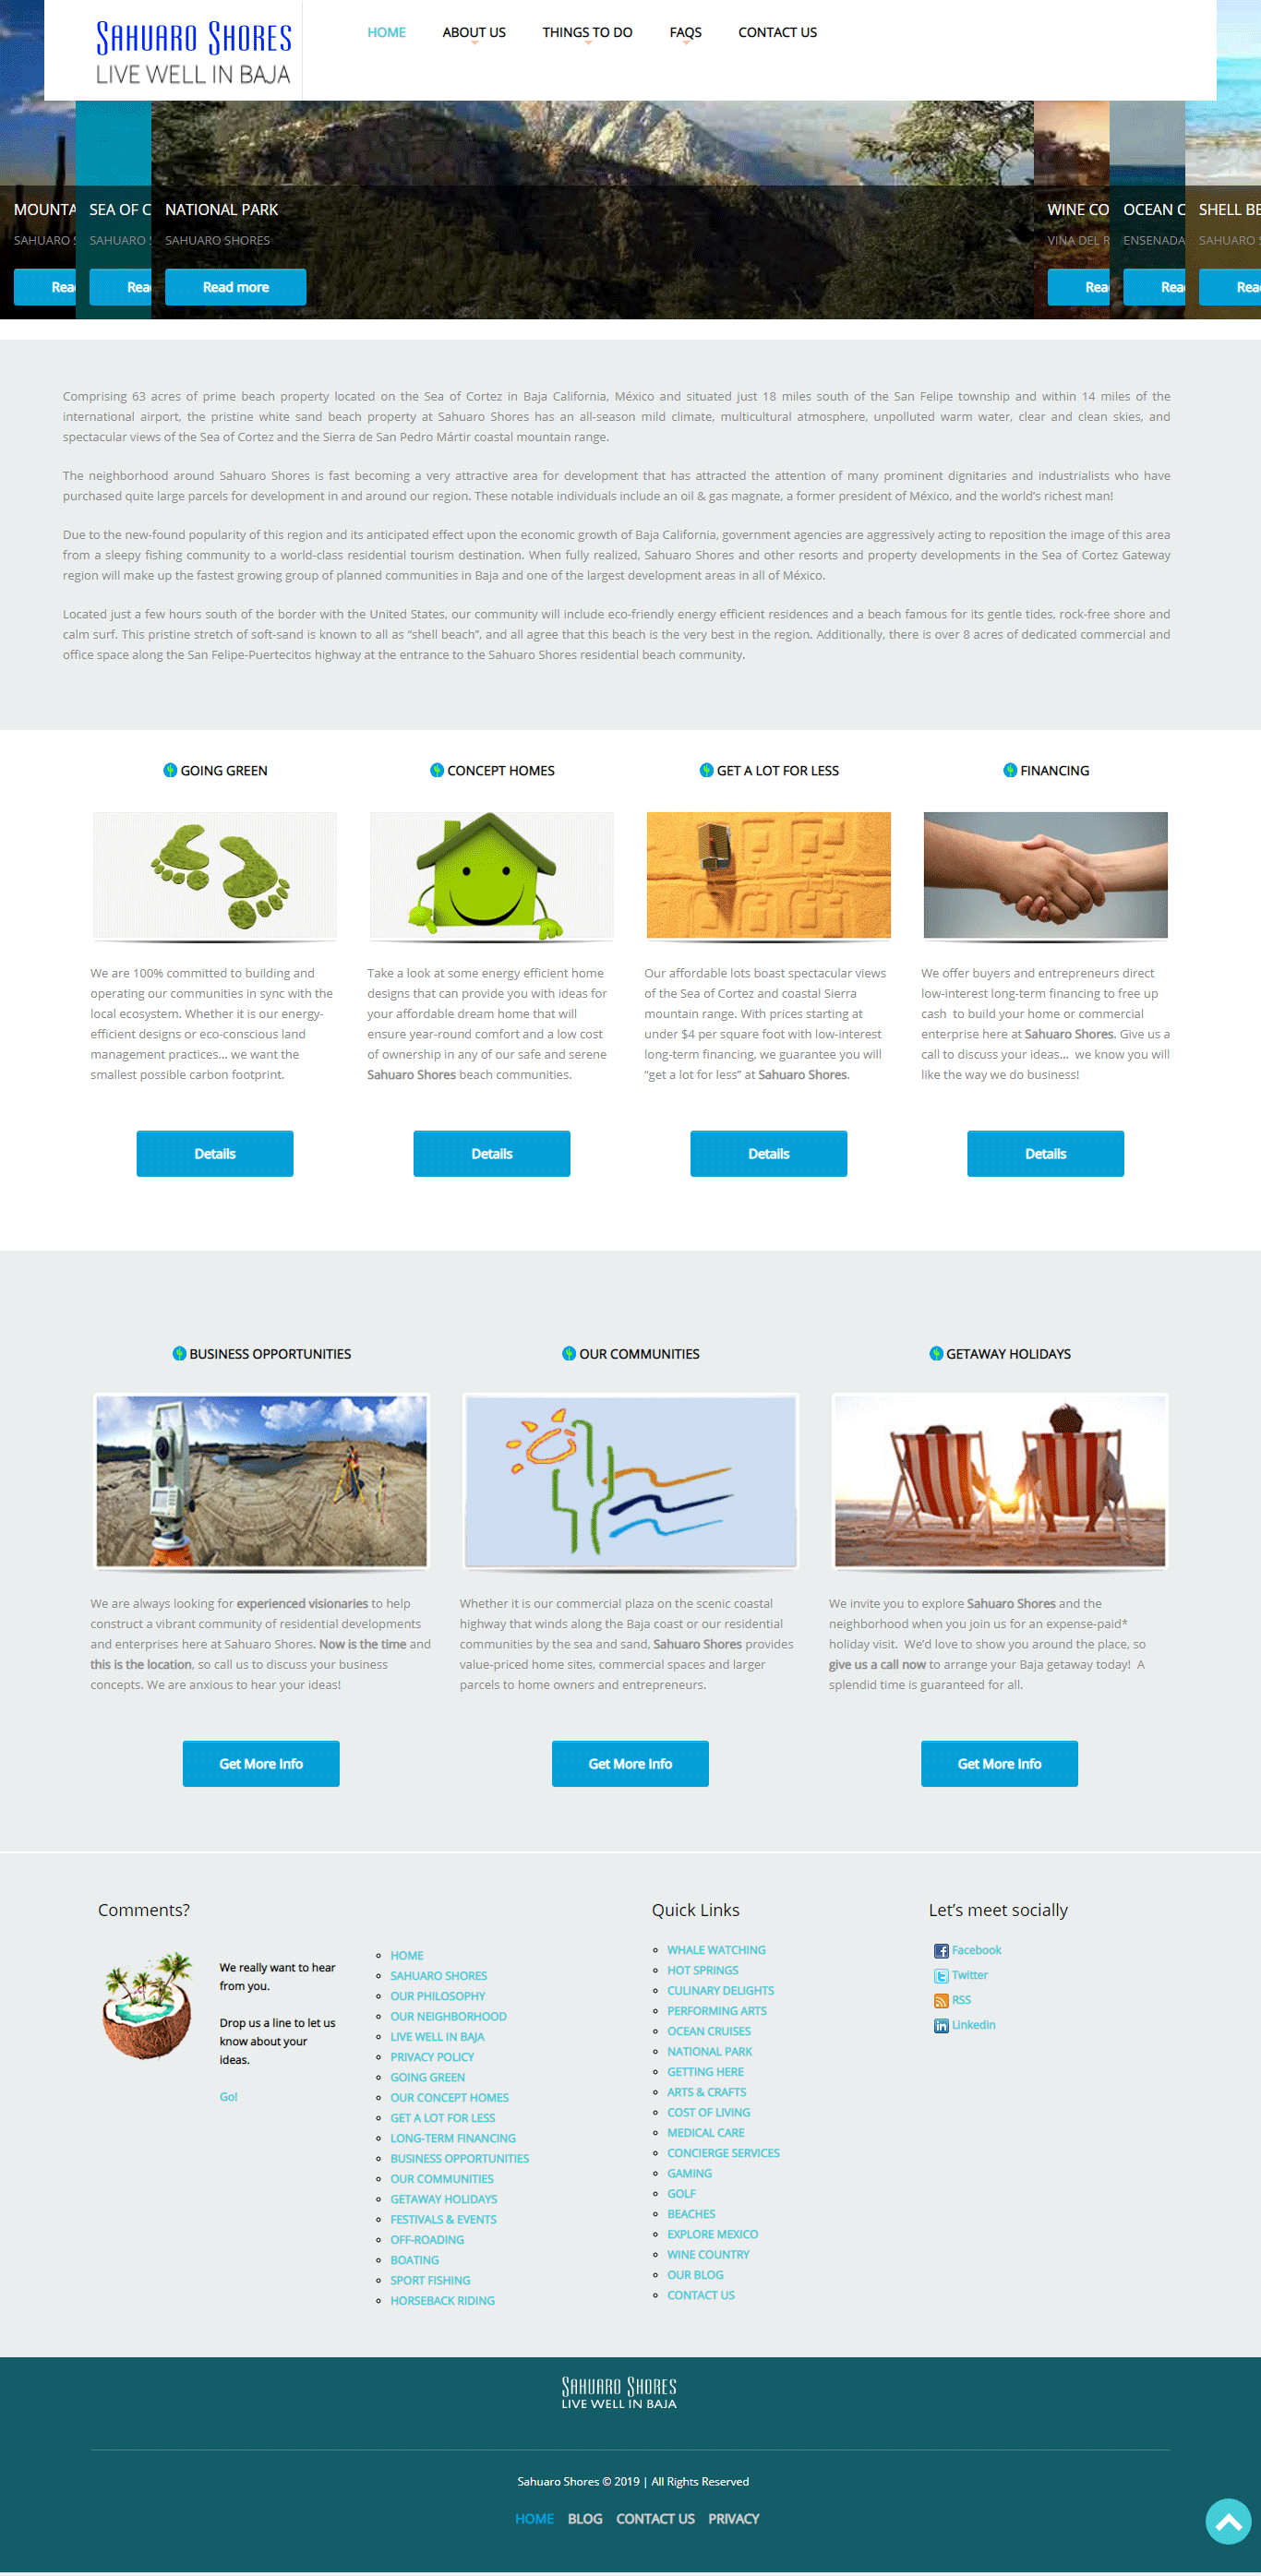 SAHUARO SHORES
LIVE WELL IN BAJA
HOME ABOUT US THINGS TO DO FAQS CONTACT US
MOUNTA SEA OF C NATIONAL PARK WINE CO OCEAN C SHELL BE
SAHUARO S SAHUARO S SAHUARO SHORES VINA DEL R ENSENADA SAHUARO S
Read Rea Read more Rea Rea Rea
Comprising 63 acres of prime beach property located on the Sea of Cortez in Baja California, México and situated just 18 miles south of the San Felipe township and within 14 miles of the
international airport, the pristine white sand beach property at Sahuaro Shores has an all-season mild climate, multicultural atmosphere, unpolluted warm water, clear and clean skies, and
spectacular views of the Sea of Cortez and the Sierra de San Pedro Mártir coastal mountain range.
The neighborhood around Sahuaro Shores is fast becoming a very attractive area for development that has attracted the attention of many prominent dignitaries and industrialists who have
purchased quite large parcels for development in and around our region. These notable individuals include an oil & gas magnate, a former president of México, and the world's richest man!
Due to the new-found popularity of this region and its anticipated effect upon the economic growth of Baja California, government agencies are aggressively acting to reposition the image of this area
from a sleepy fishing community to a world-class residential tourism destination. When fully realized, Sahuaro Shores and other resorts and property developments in the Sea of Cortez Gateway
region will make up the fastest growing group of planned communities in Baja and one of the largest development areas in all of México.
Located just a few hours south of the border with the United States, our community will include eco-friendly energy efficient residences and a beach famous for its gentle tides, rock-free shore and
calm surf. This pristine stretch of soft-sand is known to all as “shell beach”, and all agree that this beach is the very best in the region. Additionally, there is over 8 acres of dedicated commercial and
office space along the San Felipe-Puertecitos highway at the entrance to the Sahuaro Shores residential beach community.
GOING GREEN
We are 100% committed to building and
operating our communities in sync with the
local ecosystem. Whether it is our energy-
efficient designs or eco-conscious land
management practices... we want the
smallest possible carbon footprint.
Details
CONCEPT HOMES
Take a look at some energy efficient home
designs that can provide you with ideas for
your affordable dream home that will
ensure year-round comfort and a low cost
of ownership in any of our safe and serene
Sahuaro Shores beach communities.
Details
GET A LOT FOR LESS
Our affordable lots boast spectacular views
of the Sea of Cortez and coastal Sierra
mountain range. With prices starting at
under $4 per square foot with low-interest
long-term financing, we guarantee you will
“get a lot for less” at Sahuaro Shores.
Details
FINANCING
We offer buyers and entrepreneurs direct
low-interest long-term financing to free up
cash to build your home or commercial
enterprise here at Sahuaro Shores. Give us a
call to discuss your ideas... we know you will
like the way we do business!
Details
BUSINESS OPPORTUNITIES
We are always looking for experienced visionaries to help
construct a vibrant community of residential developments
and enterprises here at Sahuaro Shores. Now is the time and
this is the location, so call us to discuss your business
concepts. We are anxious to hear your ideas!
Get More Info
OUR COMMUNITIES
Whether it is our commercial plaza on the scenic coastal
highway that winds along the Baja coast or our residential
communities by the sea and sand, Sahuaro Shores provides
value-priced home sites, commercial spaces and larger
parcels to home owners and entrepreneurs.
Get More Info
GETAWAY HOLIDAYS
We invite you to explore Sahuaro Shores and the
neighborhood when you join us for an expense-paid*
holiday visit. We'd love to show you around the place, so
give us a call now to arrange your Baja getaway today! A
splendid time is guaranteed for all.
Get More Info
Comments?
We really want to hear
from you.
Drop us a line to let us
know about your
ideas.
Go!
HOME
SAHUARO SHORES
OUR PHILOSOPHY
OUR NEIGHBORHOOD
LIVE WELL IN BAJA
PRIVACY POLICY
GOING GREEN
OUR CONCEPT HOMES
GET A LOT FOR LESS
LONG-TERM FINANCING
BUSINESS OPPORTUNITIES
OUR COMMUNITIES
GETAWAY HOLIDAYS
FESTIVALS & EVENTS
OFF-ROADING
BOATING
SPORT FISHING
HORSEBACK RIDING
Quick Links
WHALE WATCHING
HOT SPRINGS
CULINARY DELIGHTS
PERFORMING ARTS
OCEAN CRUISES
NATIONAL PARK
GETTING HERE
ARTS & CRAFTS
COST OF LIVING
MEDICAL CARE
CONCIERGE SERVICES
GAMING
GOLF
BEACHES
EXPLORE MEXICO
WINE COUNTRY
OUR BLOG
CONTACT US
Let's meet socially
Facebook
Twitter
RSS
Linkedin
SAHUARO SHORES
LIVE WELL IN BAJA
Sahuaro Shores © 2019 | All Rights Reserved
HOME BLOG CONTACT US PRIVACY